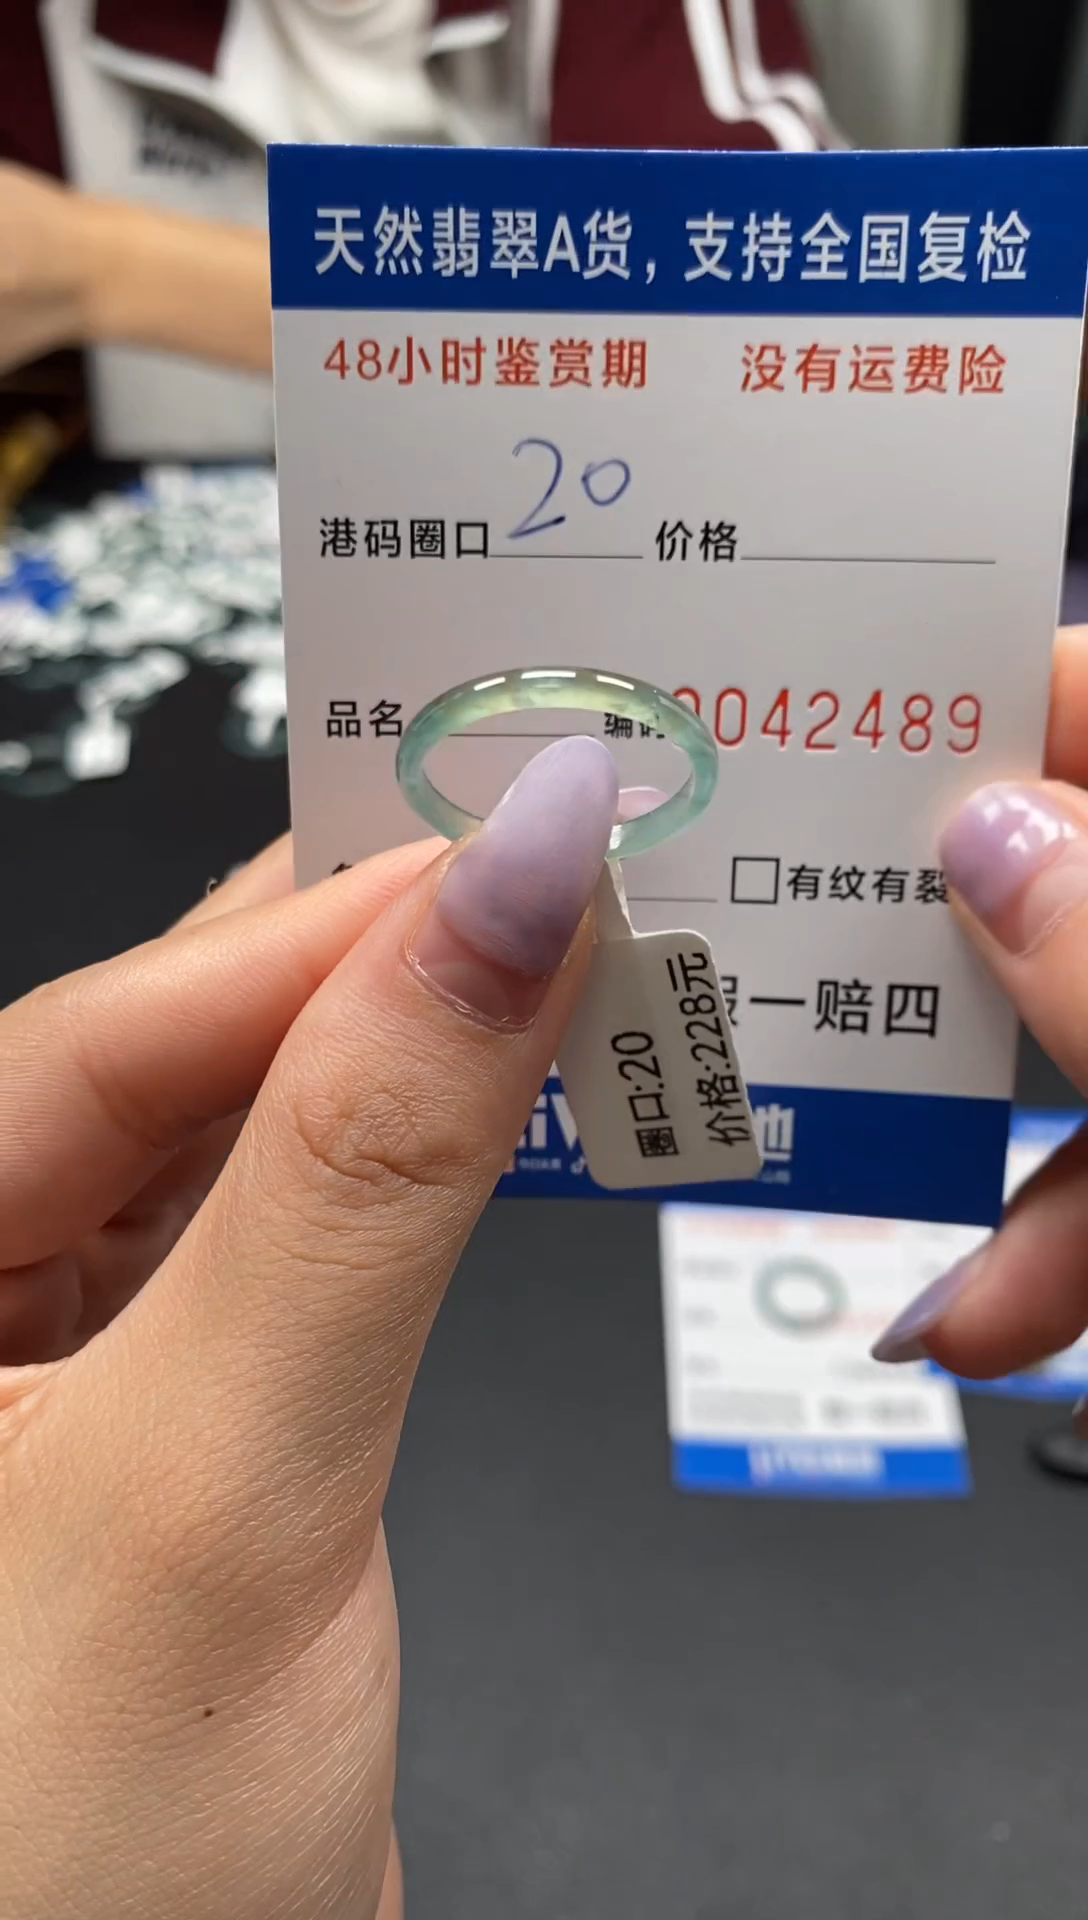 天然翡翠A货，支持全国复检
48小时鉴赏期 没有运费险
港码圈口 20 价格
品名 编码 0042489
□有纹有裂
一赔四
圈口:20
价格:228元